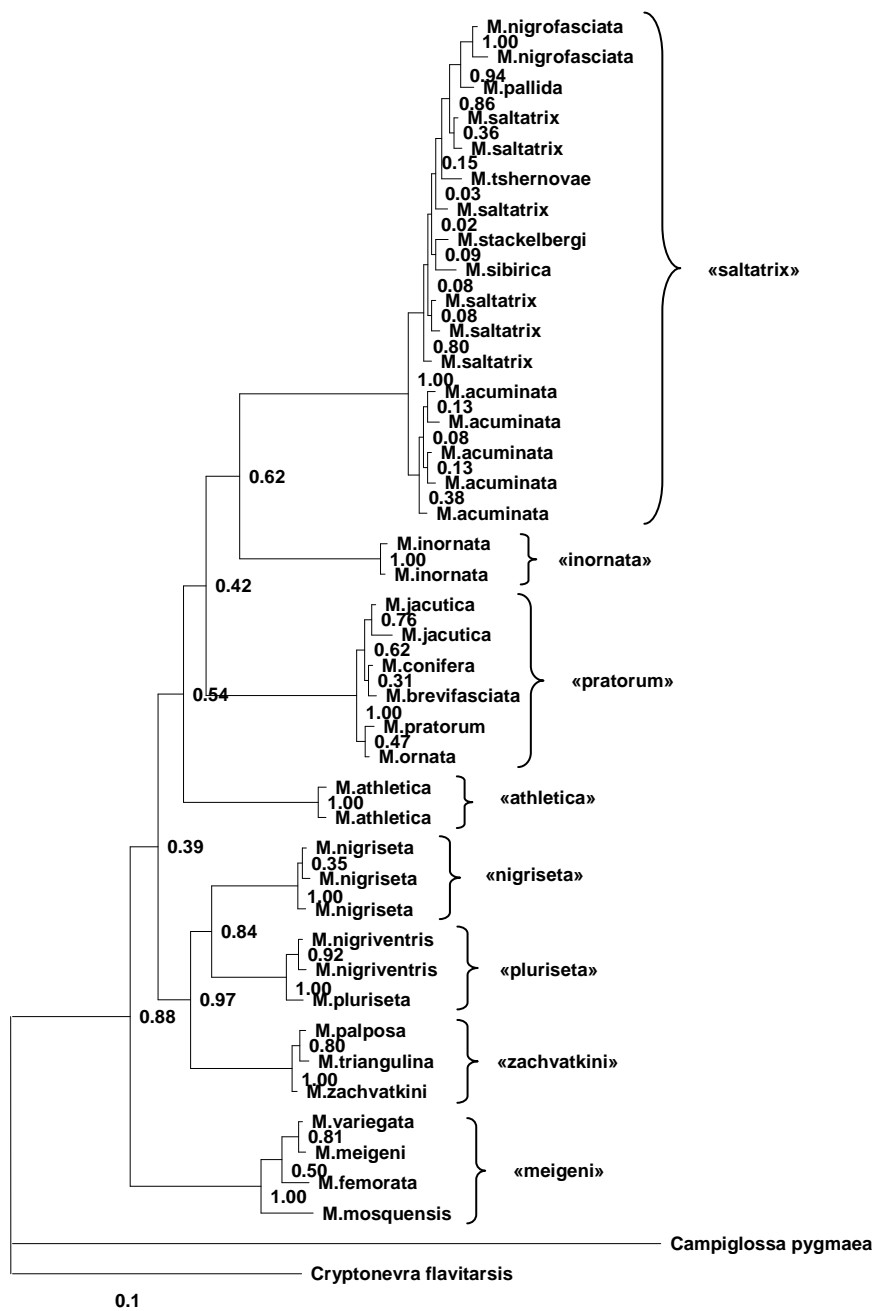 M.nigrofasciata
1.00
M.nigrofasciata
0.94
M.pallida
0.86
M.saltatrix
0.36
M.saltatrix
0.15
M.tshernovae
0.03
M.saltatrix
0.02
M.stackelbergi
0.09
M.sibirica
«saltatrix»
0.08
M.saltatrix
0.08
M.saltatrix
0.80
M.saltatrix
1.00
M.acuminata
0.13
M.acuminata
0.08
M.acuminata
0.13
M.acuminata
0.38
M.acuminata
0.62
M.inornata
1.00
M.inornata
«inornata»
0.42
M.jacutica
0.76
M.jacutica
0.62
M.conifera
0.31
M.brevifasciata
«pratorum»
1.00
M.pratorum
0.47
M.ornata
0.54
M.athletica
1.00
M.athletica
«athletica»
0.39
M.nigriseta
0.35
M.nigriseta
1.00
M.nigriseta
«nigriseta»
0.84
M.nigriventris
0.92
M.nigriventris
1.00
M.pluriseta
«pluriseta»
0.97
0.88
M.palposa
0.80
M.triangulina
1.00
M.zachvatkini
«zachvatkini»
M.variegata
0.81
M.meigeni
0.50
M.femorata
1.00
M.mosquensis
«meigeni»
Campiglossa pygmaea
Cryptonevra flavitarsis
0.1